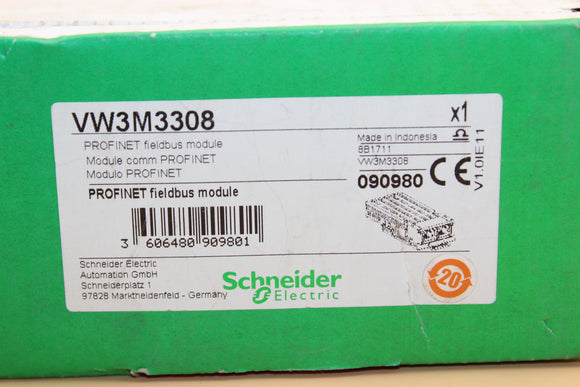 VW3M3308
x1
PROFINET fieldbus module
Module comm PROFINET
Modulo PROFINET
PROFINET fieldbus module
Made in Indonesia
8B1711
VW3M3308
090980
CE
V1.0IE11
3 606480 909801
Schneider Electric
Automation GmbH
Schneiderplatz 1
97828 Marktheidenfeld - Germany
Schneider
Electric
20